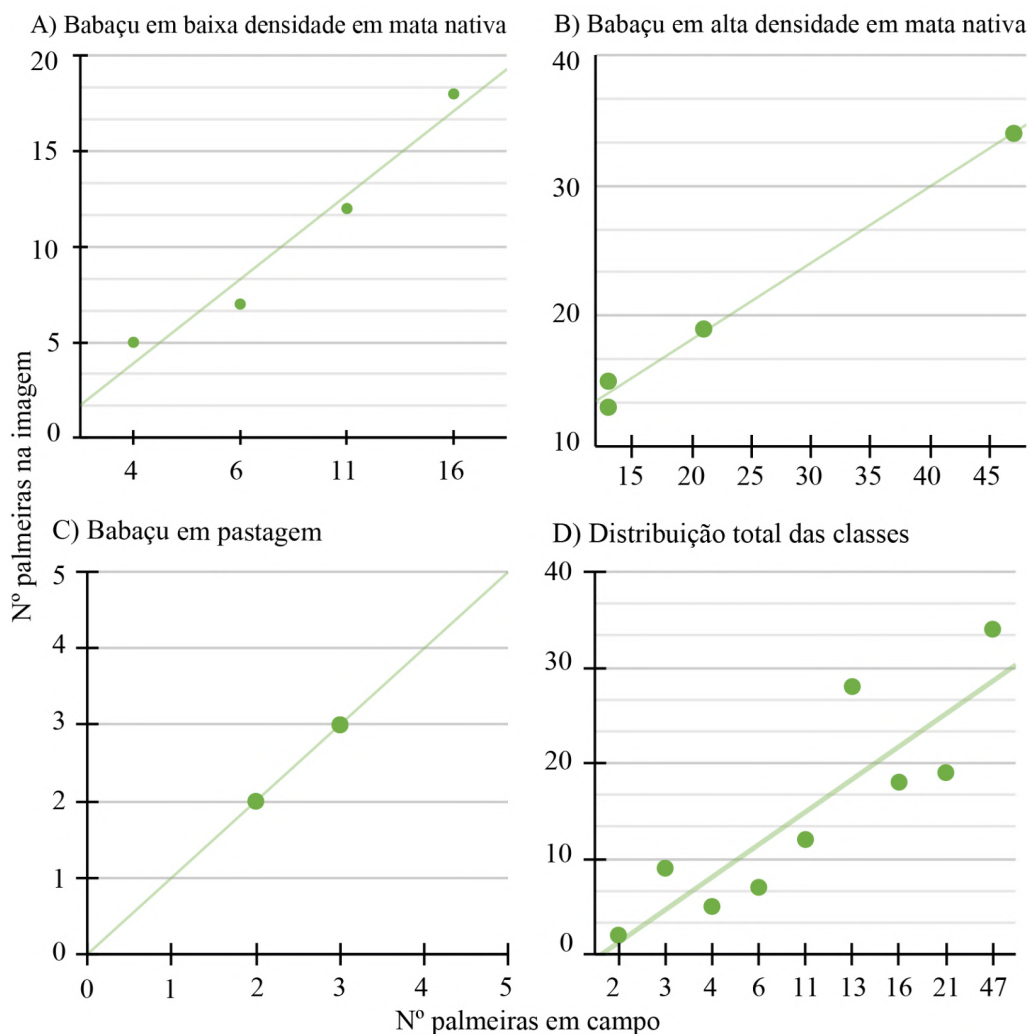 A) Babaçu em baixa densidade em mata nativa
20
15
10
5
0
4 6 11 16
B) Babaçu em alta densidade em mata nativa
40
30
20
10
15 20 25 30 35 40 45
C) Babaçu em pastagem
5
4
3
2
1
0
0 1 2 3 4 5
D) Distribuição total das classes
40
30
20
10
0
2 3 4 6 11 13 16 21 47
Nº palmeiras na imagem
Nº palmeiras em campo